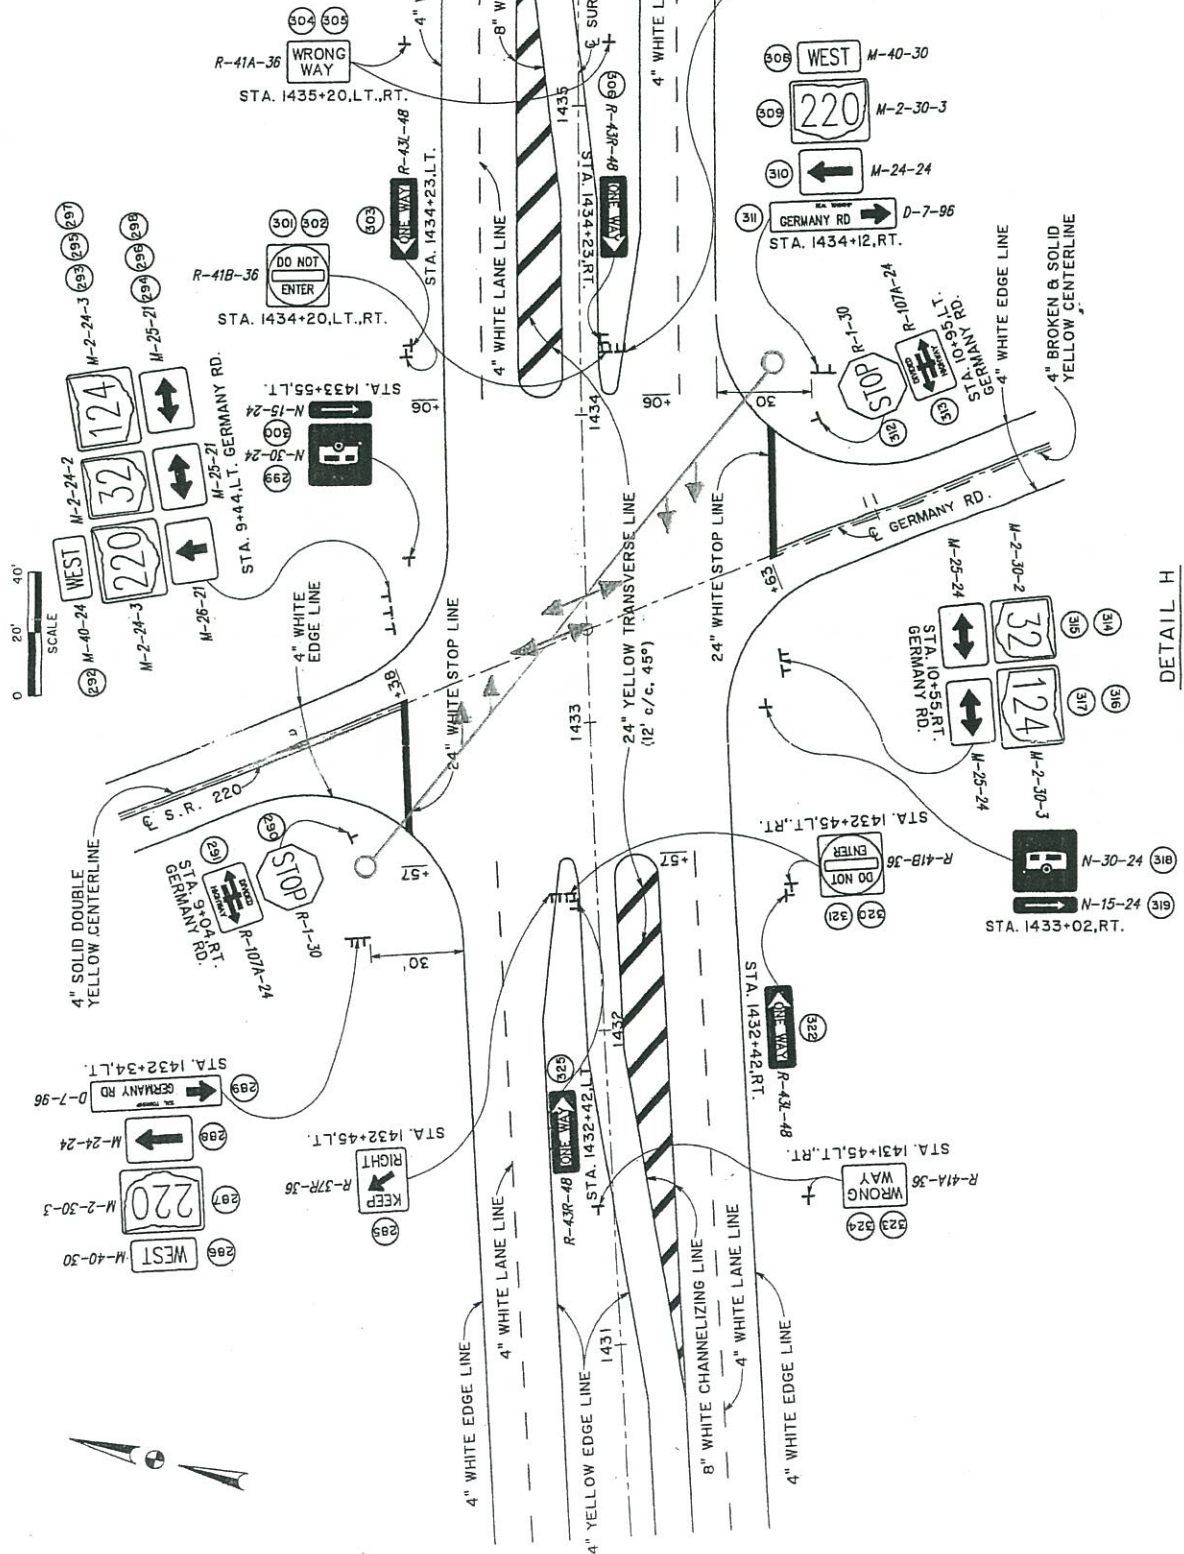 304 305
R-41A-36
WRONG
WAY
STA. 1435+20,LT.,RT.
4" W
8" W
SUR
4" WHITE L
1435
306
R-43R-48
ONE WAY
STA. 1434+23,RT.
308
WEST
M-40-30
309
220
M-2-30-3
310
M-24-24
311
GERMANY RD
D-7-96
STA. 1434+12,RT.
303
ONE WAY
R-43L-48
STA. 1434+23,LT.
301 302
R-41B-36
DO NOT
ENTER
STA. 1434+20,LT.,RT.
4" WHITE LANE LINE
293 295 297
M-2-24-3
294 296 298
M-25-21
124
M-2-24-2
32
M-25-21
WEST
292 M-40-24
220
M-2-24-3
M-26-21
STA. 9+44,LT. GERMANY RD.
STA. 1433+55,LT.
N-15-24
300
N-30-24
299
+90
1434
+90
30'
R-1-30
STOP
312
R-107A-24
DIVIDED
HIGHWAY
313
STA. 10+95,LT.
GERMANY RD.
4" WHITE EDGE LINE
4" BROKEN & SOLID
YELLOW CENTERLINE
40'
20'
0
SCALE
4" WHITE
EDGE LINE
24" WHITE STOP LINE
+38
1433
24" YELLOW TRANSVERSE LINE
(12' c/c, 45°)
24" WHITE STOP LINE
+63
11
℄ GERMANY RD.
9
℄ S.R. 220
4" SOLID DOUBLE
YELLOW CENTERLINE
290
STOP
R-1-30
291
DIVIDED
HIGHWAY
R-107A-24
STA. 9+04,RT.
GERMANY RD.
+57
30'
+57
M-2-30-2
M-25-24
32
315 314
124
317 316
M-25-24
M-2-30-3
STA. 10+55,RT.
GERMANY RD.
DETAIL H
N-30-24 318
N-15-24 319
STA. 1433+02,RT.
STA. 1432+45,LT.,RT.
DO NOT
ENTER
R-41B-36
321 320
1432
ONE WAY
322
R-43L-48
STA. 1432+42,RT.
STA. 1432+34,LT.
D-7-96
GERMANY RD
289
M-24-24
288
M-2-30-3
220
287
M-40-30
WEST
286
STA. 1432+45,LT.
R-37R-36
KEEP
RIGHT
285
325
ONE WAY
R-43R-48
STA. 1432+42,LT.
STA. 1431+45,LT.,RT.
R-41A-36
WRONG
WAY
324 323
1431
4" WHITE EDGE LINE
4" WHITE LANE LINE
4" YELLOW EDGE LINE
8" WHITE CHANNELIZING LINE
4" WHITE LANE LINE
4" WHITE EDGE LINE